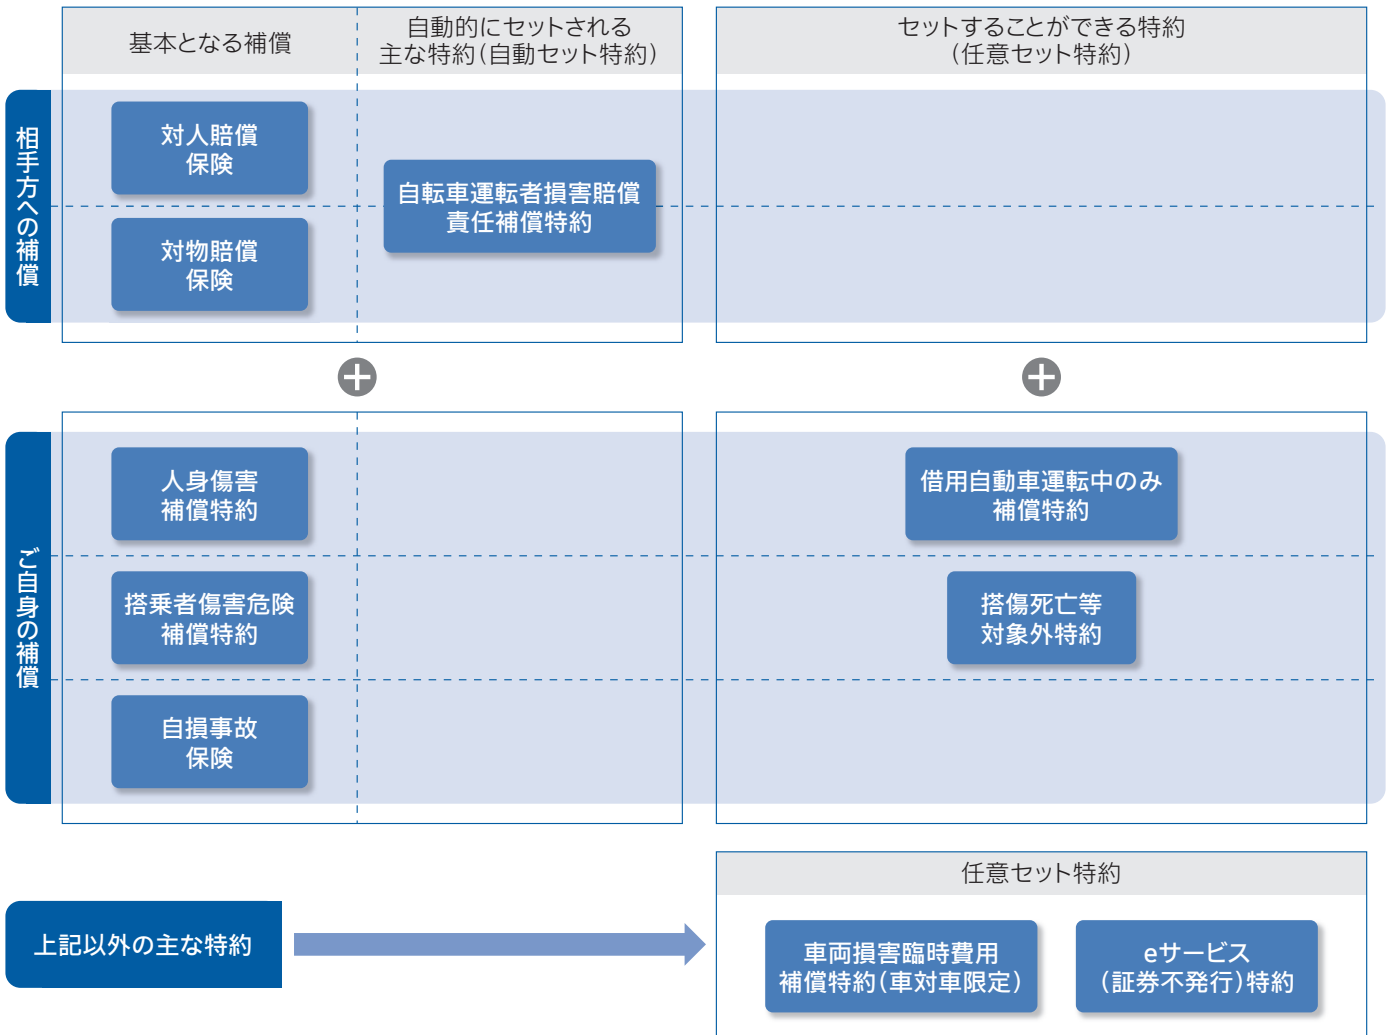 基本となる補償
自動的にセットされる
主な特約(自動セット特約)
セットすることができる特約
(任意セット特約)
相手方への補償
対人賠償
保険
対物賠償
保険
自転車運転者損害賠償
責任補償特約
ご自身の補償
人身傷害
補償特約
借用自動車運転中のみ
補償特約
搭乗者傷害危険
補償特約
搭傷死亡等
対象外特約
自損事故
保険
上記以外の主な特約
任意セット特約
車両損害臨時費用
補償特約(車対車限定)
eサービス
(証券不発行)特約